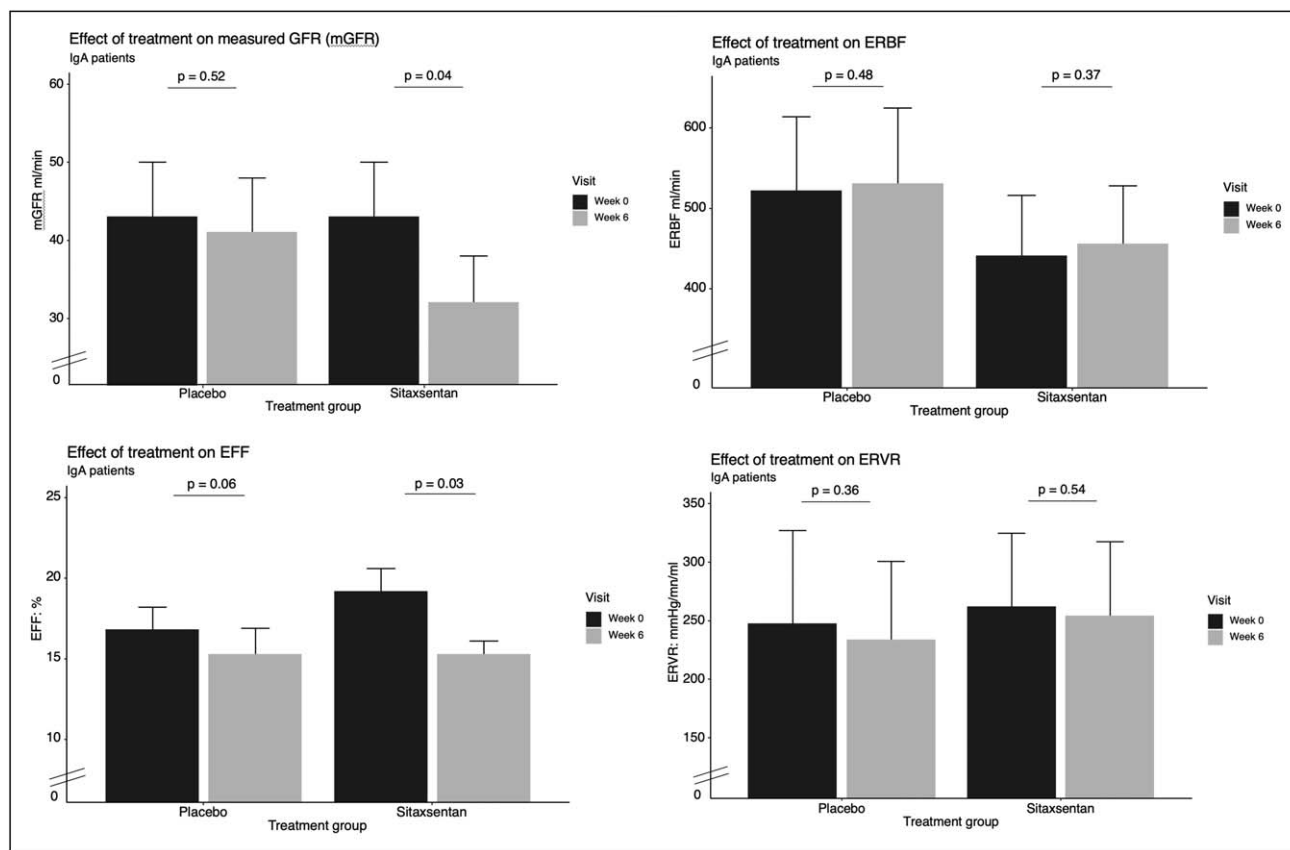 Effect of treatment on measured GFR (mGFR)
IgA patients
p = 0.52
p = 0.04
60
50
40
30
0
mGFR ml/min
Placebo
Sitaxsentan
Treatment group
Visit
Week 0
Week 6
Effect of treatment on ERBF
IgA patients
p = 0.48
p = 0.37
600
500
400
0
ERBF ml/min
Placebo
Sitaxsentan
Treatment group
Visit
Week 0
Week 6
Effect of treatment on EFF
IgA patients
p = 0.06
p = 0.03
25
20
15
10
0
EFF: %
Placebo
Sitaxsentan
Treatment group
Visit
Week 0
Week 6
Effect of treatment on ERVR
IgA patients
p = 0.36
p = 0.54
350
300
250
200
150
0
ERVR: mmHg/mn/ml
Placebo
Sitaxsentan
Treatment group
Visit
Week 0
Week 6